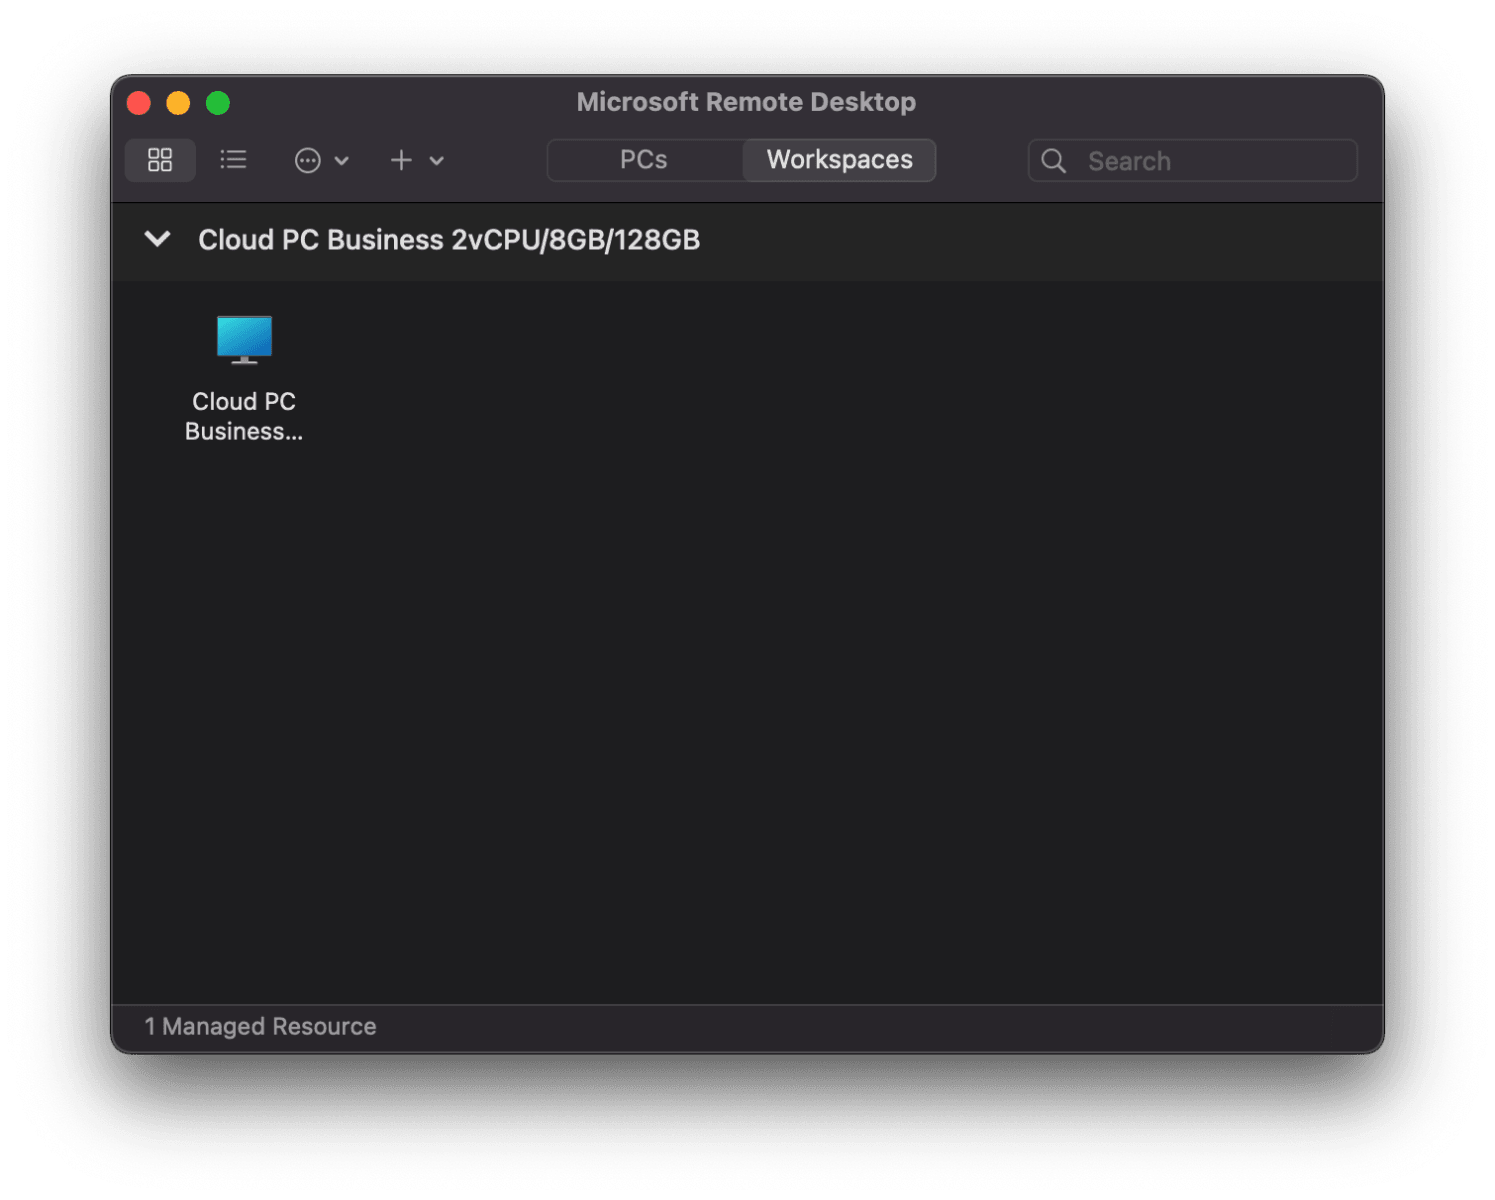 Microsoft Remote Desktop
PCs
Workspaces
Search
Cloud PC Business 2vCPU/8GB/128GB
Cloud PC
Business...
1 Managed Resource